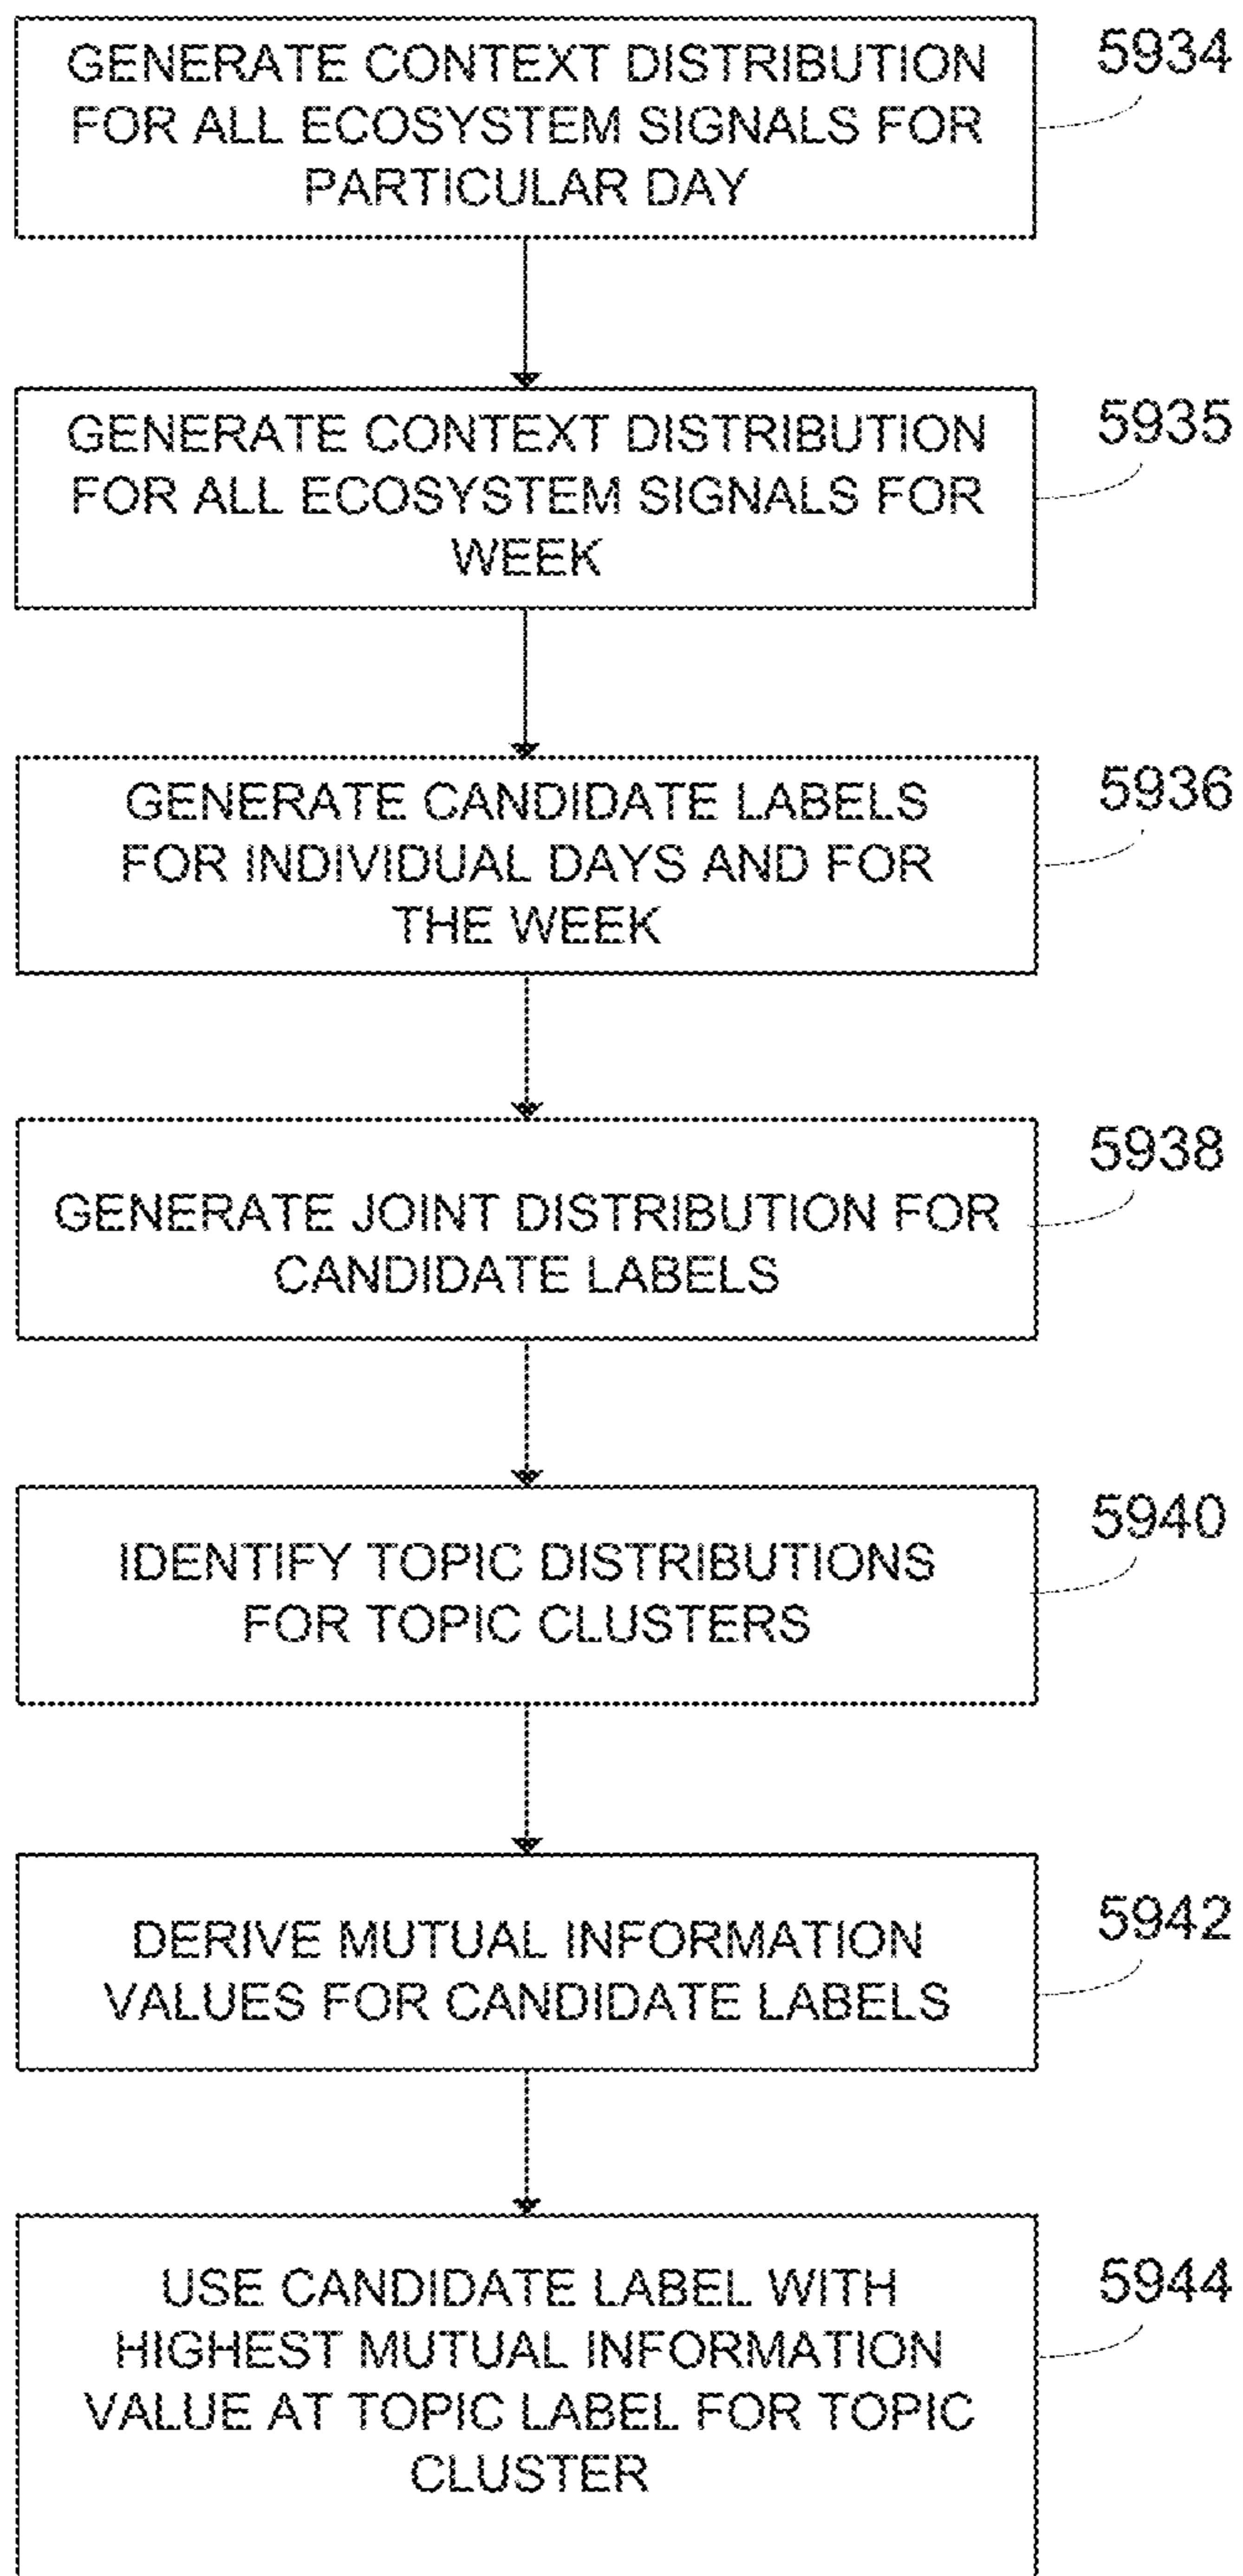 GENERATE CONTEXT DISTRIBUTION
FOR ALL ECOSYSTEM SIGNALS FOR
PARTICULAR DAY
5934
GENERATE CONTEXT DISTRIBUTION
FOR ALL ECOSYSTEM SIGNALS FOR
WEEK
5935
GENERATE CANDIDATE LABELS
FOR INDIVIDUAL DAYS AND FOR
THE WEEK
5936
GENERATE JOINT DISTRIBUTION FOR
CANDIDATE LABELS
5938
IDENTIFY TOPIC DISTRIBUTIONS
FOR TOPIC CLUSTERS
5940
DERIVE MUTUAL INFORMATION
VALUES FOR CANDIDATE LABELS
5942
USE CANDIDATE LABEL WITH
HIGHEST MUTUAL INFORMATION
VALUE AT TOPIC LABEL FOR TOPIC
CLUSTER
5944